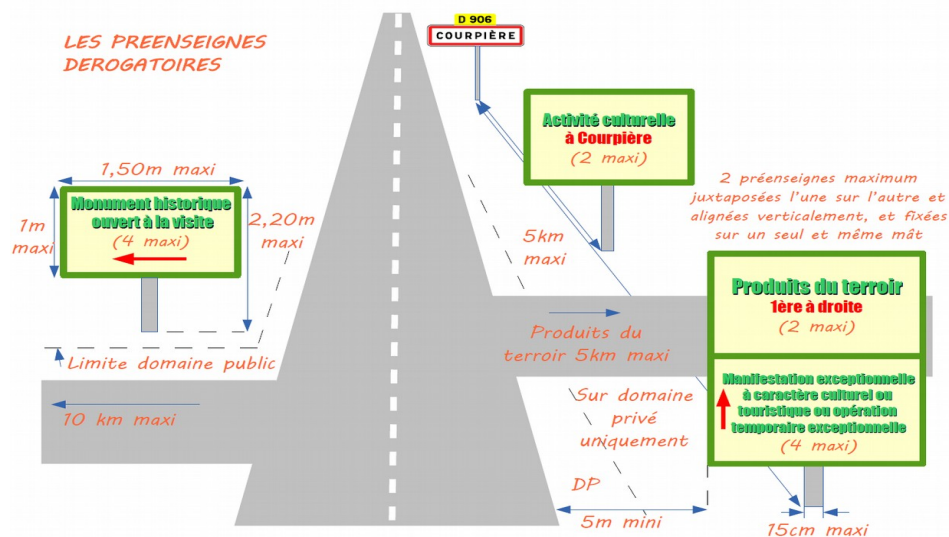 LES PREENSEIGNES
DEROGATOIRES
D 906
COURPIÈRE
Activité culturelle
à Courpière
(2 maxi)
1,50m maxi
1m
maxi
Monument historique
ouvert à la visite
(4 maxi)
2,20m
maxi
2 préenseignes maximum
juxtaposées l'une sur l'autre et
alignées verticalement, et fixées
sur un seul et même mât
5km
maxi
Produits du terroir
1ère à droite
(2 maxi)
Produits du
terroir 5km maxi
Limite domaine public
10 km maxi
Manifestation exceptionnelle
à caractère culturel ou
touristique ou opération
temporaire exceptionnelle
(4 maxi)
Sur domaine
privé
uniquement
DP
5m mini
15cm maxi